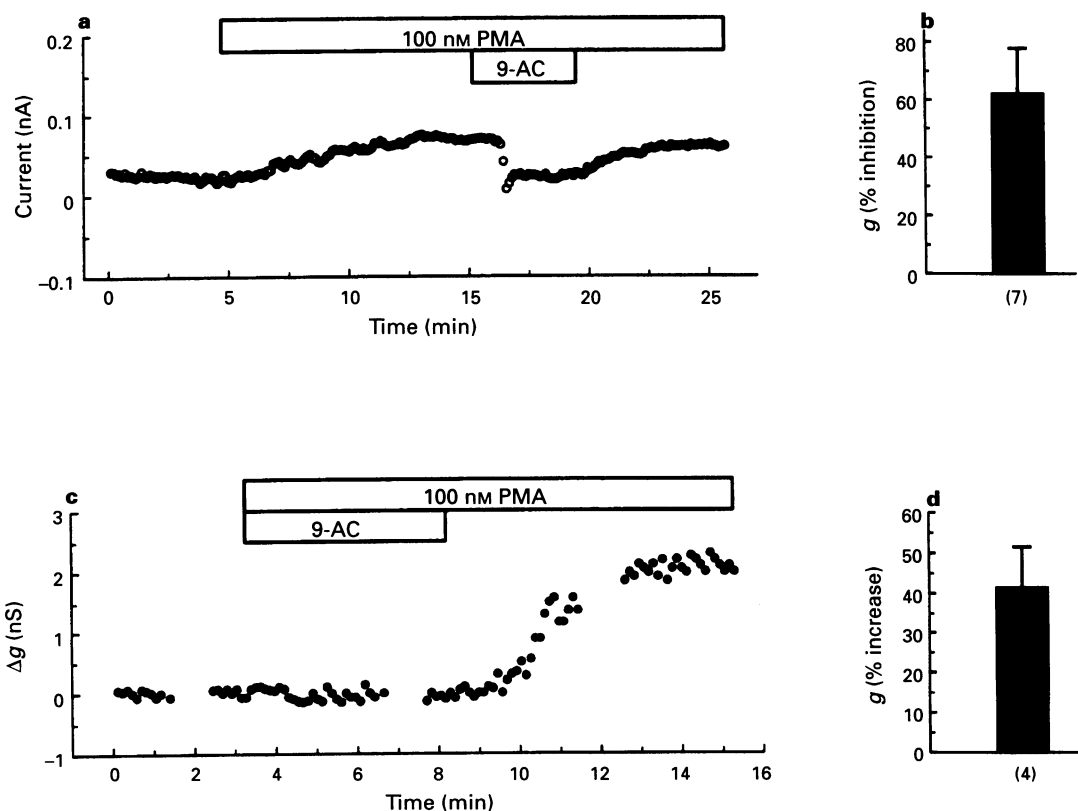 a
100 nM PMA
9-AC
0.2
0.1
0
−0.1
Current (nA)
0
5
10
15
20
25
Time (min)
b
80
60
40
20
0
g (% inhibition)
(7)
c
100 nM PMA
9-AC
3
2
1
0
−1
Δg (nS)
0
2
4
6
8
10
12
14
16
Time (min)
d
60
50
40
30
20
10
0
g (% increase)
(4)